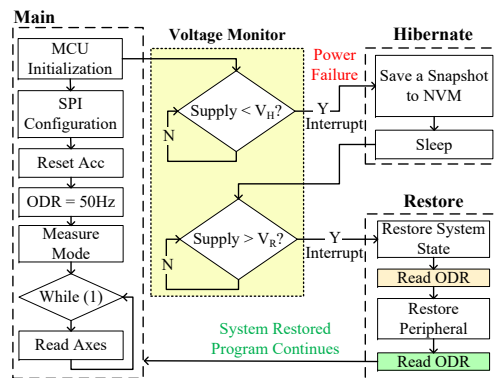 Main
MCU
Initialization
SPI
Configuration
Reset Acc
ODR = 50Hz
Measure
Mode
While (1)
Read Axes
Voltage Monitor
Supply < VH?
N
Y
Interrupt
Supply > VR?
N
Y
Interrupt
Power
Failure
Hibernate
Save a Snapshot
to NVM
Sleep
Restore
Restore System
State
Read ODR
Restore
Peripheral
Read ODR
System Restored
Program Continues